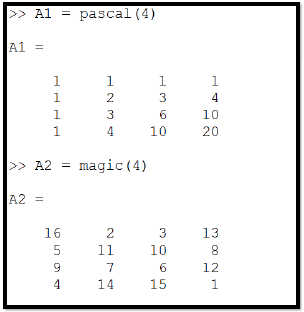 >> A1 = pascal(4)
A1 =
1 1 1 1
1 2 3 4
1 3 6 10
1 4 10 20
>> A2 = magic(4)
A2 =
16 2 3 13
5 11 10 8
9 7 6 12
4 14 15 1